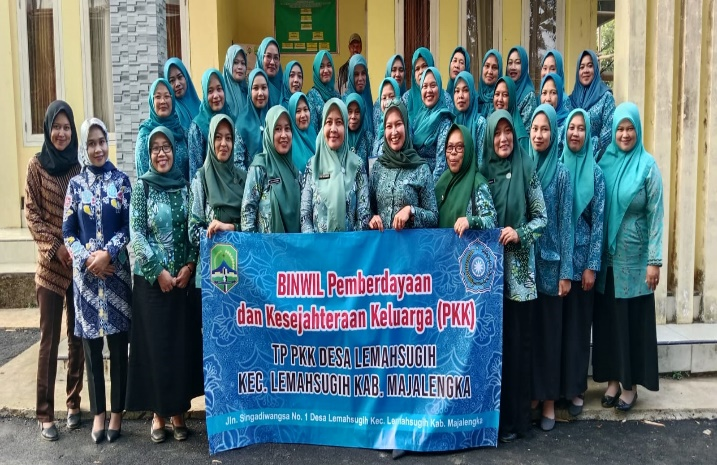 BINWIL Pemberdayaan
dan Kesejahteraan Keluarga (PKK)
TP PKK DESA LEMAHSUGIH
KEC. LEMAHSUGIH KAB. MAJALENGKA
Jln. Singadiwangsa No. 1 Desa Lemahsugih Kec. Lemahsugih Kab. Majalengka